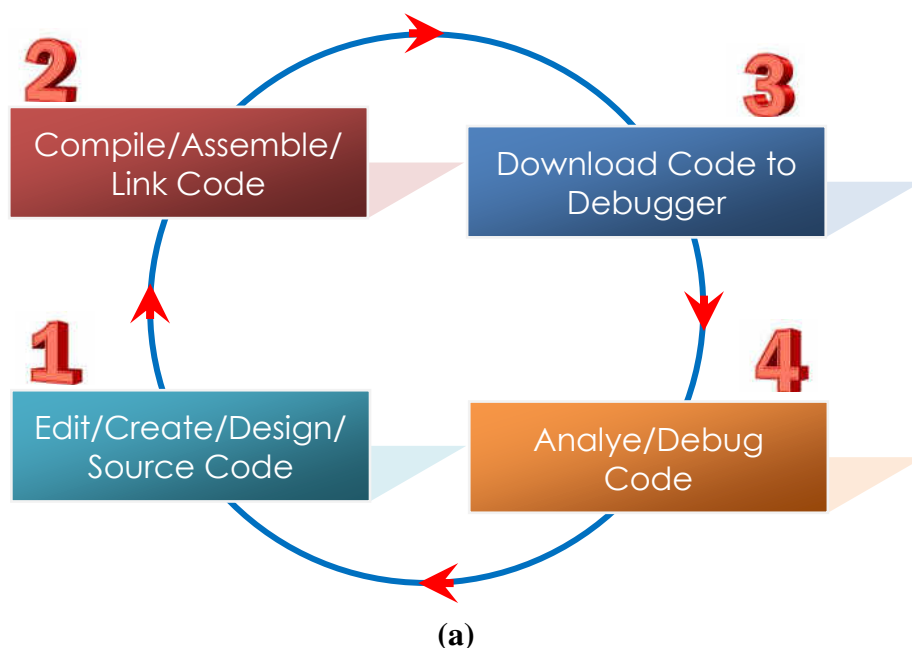 2
Compile/Assemble/
Link Code
3
Download Code to
Debugger
1
Edit/Create/Design/
Source Code
4
Analye/Debug
Code
(a)